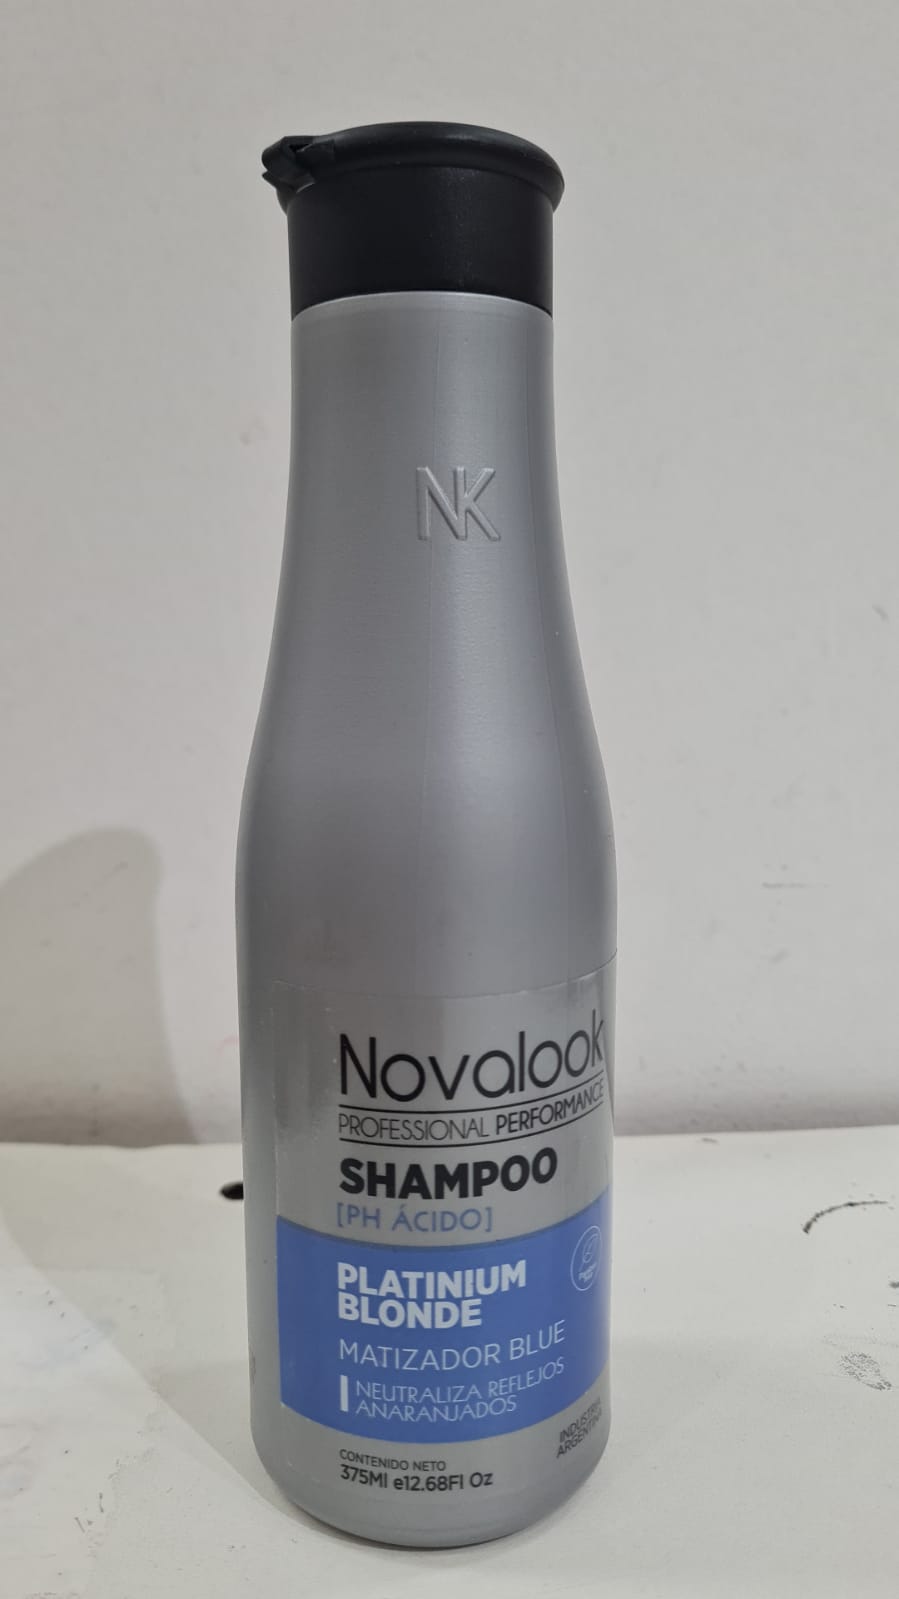 NK
Novalook
PROFESSIONAL PERFORMANCE
SHAMPOO
[PH ÁCIDO]
PLATINIUM
BLONDE
MATIZADOR BLUE
NEUTRALIZA REFLEJOS
ANARANJADOS
INDUSTRIA
ARGENTINA
CONTENIDO NETO
375Ml e12.68Fl Oz